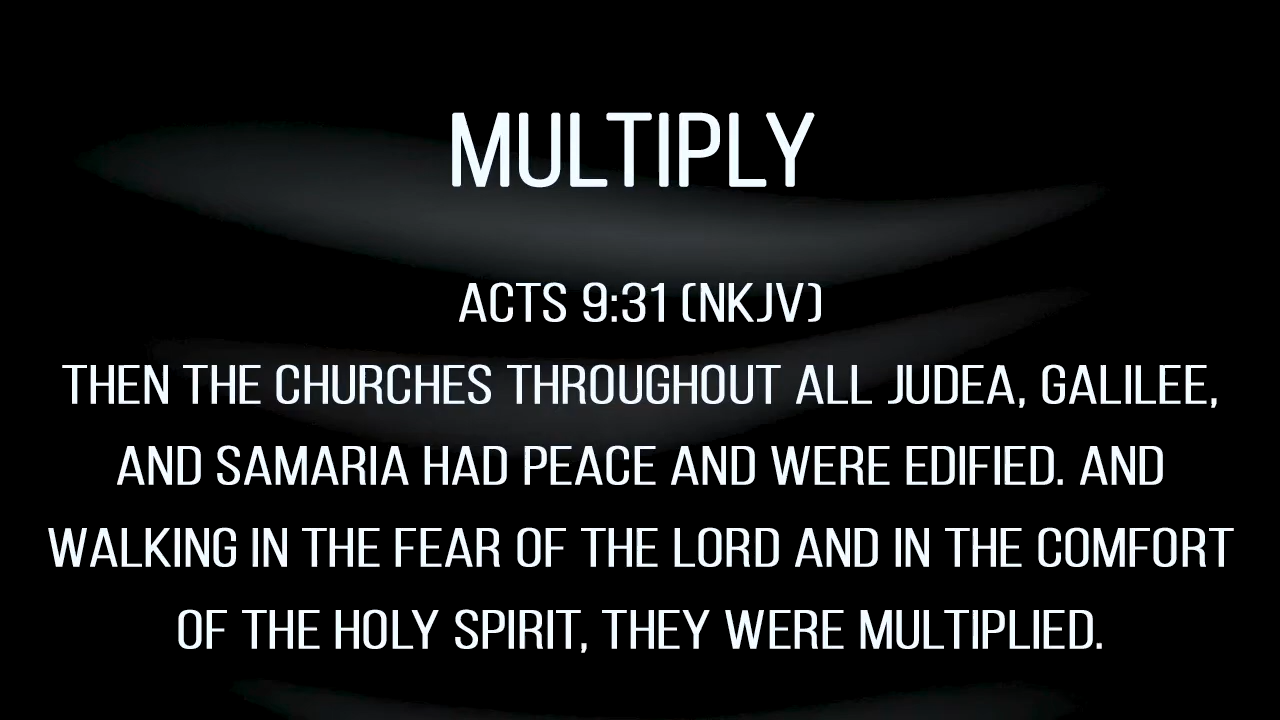 MULTIPLY
ACTS 9:31 (NKJV)
THEN THE CHURCHES THROUGHOUT ALL JUDEA, GALILEE,
AND SAMARIA HAD PEACE AND WERE EDIFIED. AND
WALKING IN THE FEAR OF THE LORD AND IN THE COMFORT
OF THE HOLY SPIRIT, THEY WERE MULTIPLIED.